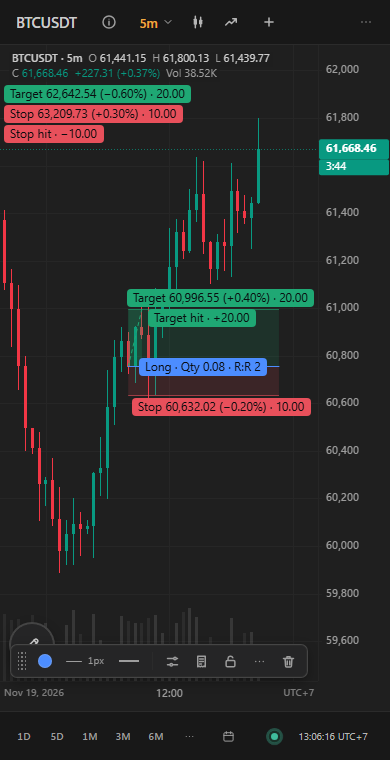 BTCUSDT 5m
BTCUSDT · 5m O 61,441.15 H 61,800.13 L 61,439.77
C 61,668.46 +227.31 (+0.37%) Vol 38.52K
Target 62,642.54 (−0.60%) · 20.00
Stop 63,209.73 (+0.30%) · 10.00
Stop hit · −10.00
62,000
61,800
61,668.46
3:44
61,400
61,200
61,000
60,800
60,600
60,400
60,200
60,000
59,800
59,600
Target 60,996.55 (+0.40%) · 20.00
Target hit · +20.00
Long · Qty 0.08 · R:R 2
Stop 60,632.02 (−0.20%) · 10.00
1px
Nov 19, 2026 12:00 UTC+7
1D 5D 1M 3M 6M 13:06:16 UTC+7